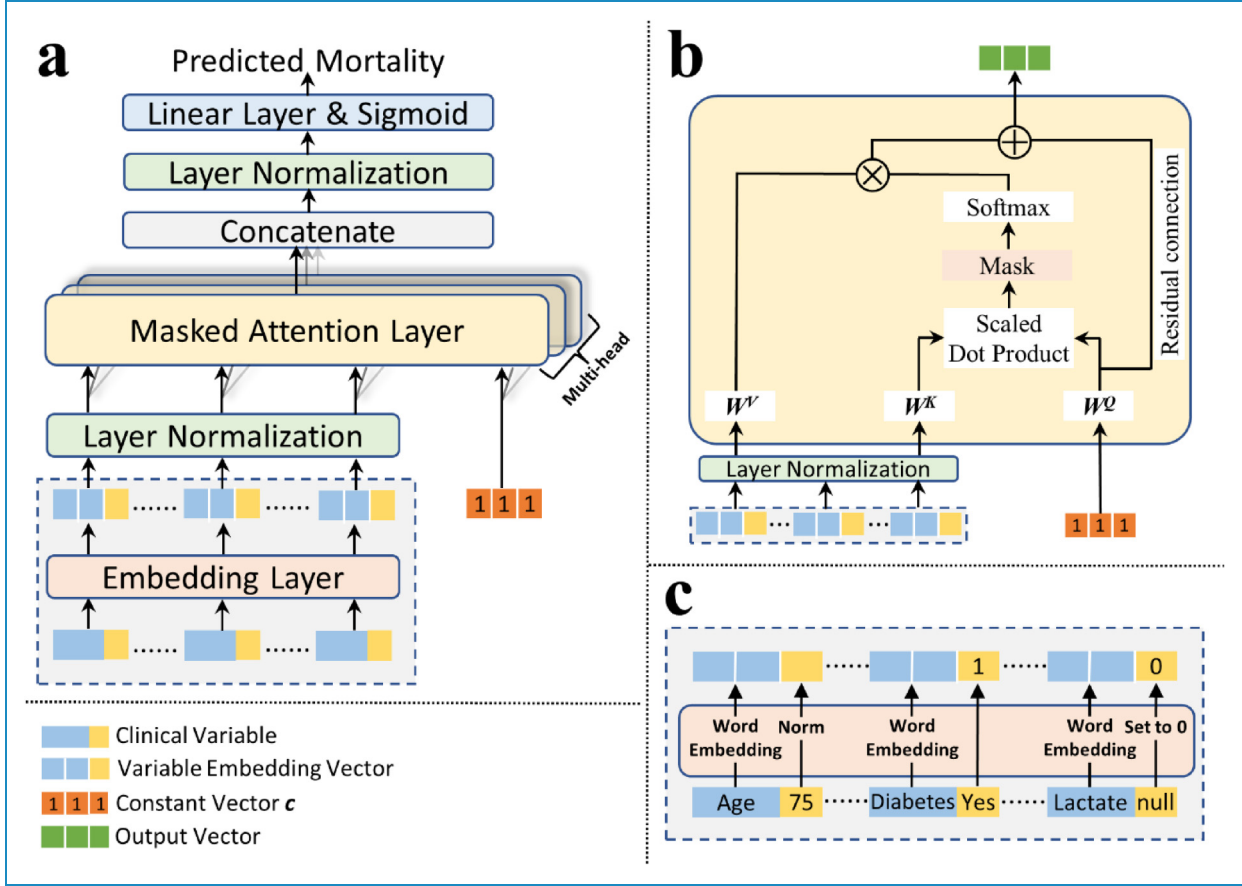 a
Predicted Mortality
Linear Layer & Sigmoid
Layer Normalization
Concatenate
Masked Attention Layer
Multi-head
Layer Normalization
...... ......
1 1 1
Embedding Layer
...... ......
Clinical Variable
Variable Embedding Vector
1 1 1 Constant Vector c
Output Vector
b
Softmax
Mask
Scaled
Dot Product
Residual connection
W^V W^K W^Q
Layer Normalization
... ...
1 1 1
c
...... 1 ...... 0
Word Norm Word Word Set to 0
Embedding Embedding Embedding
Age 75 ...... Diabetes Yes ...... Lactate null